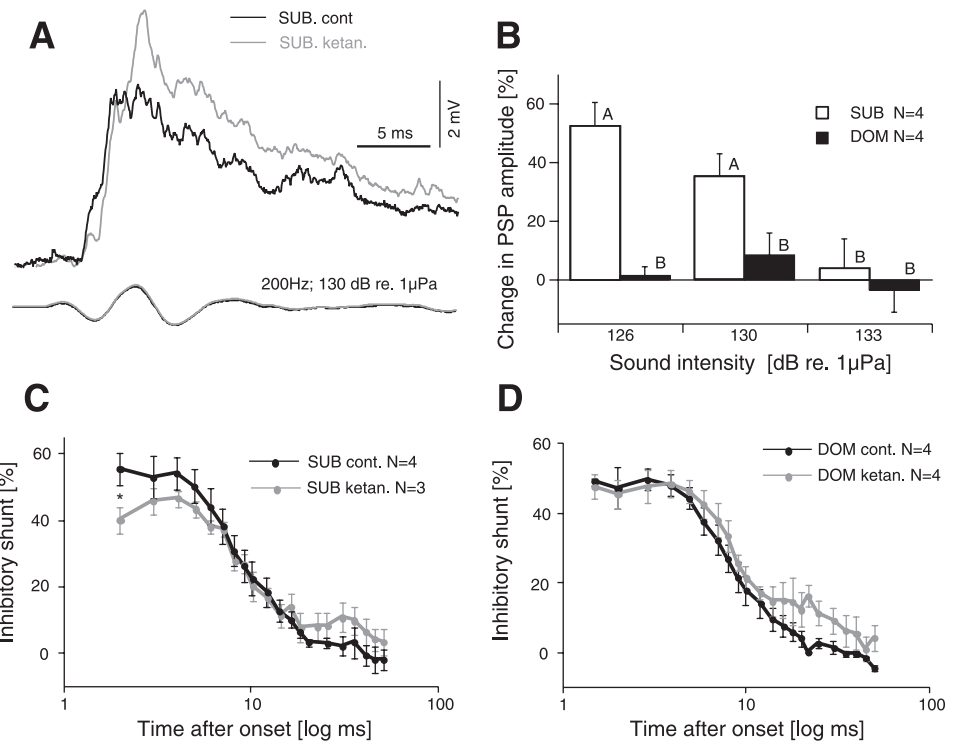 A
SUB. cont
SUB. ketan.
5 ms
2 mV
200Hz; 130 dB re. 1µPa
B
Change in PSP amplitude [%]
60
40
20
0
A
A
B
B
B
B
SUB N=4
DOM N=4
126 130 133
Sound intensity [dB re. 1µPa]
C
Inhibitory shunt [%]
60
40
20
0
*
SUB cont. N=4
SUB ketan. N=3
1 10 100
Time after onset [log ms]
D
Inhibitory shunt [%]
60
40
20
0
DOM cont. N=4
DOM ketan. N=4
1 10 100
Time after onset [log ms]